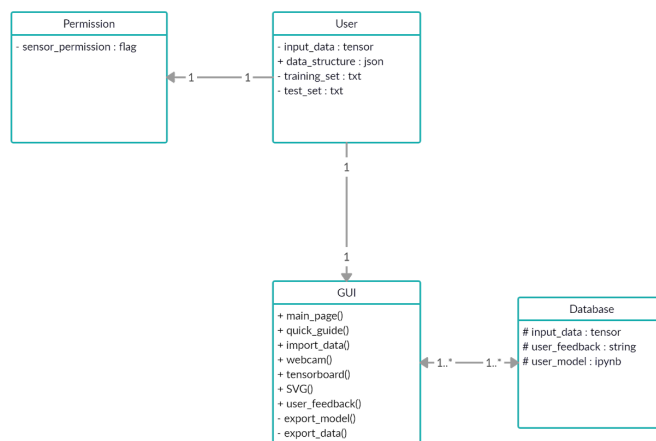 Permission
- sensor_permission : flag
User
- input_data : tensor
+ data_structure : json
- training_set : txt
- test_set : txt
1
1
1
1
GUI
+ main_page()
+ quick_guide()
+ import_data()
+ webcam()
+ tensorboard()
+ SVG()
+ user_feedback()
- export_model()
- export_data()
1..*
1..*
Database
# input_data : tensor
# user_feedback : string
# user_model : ipynb